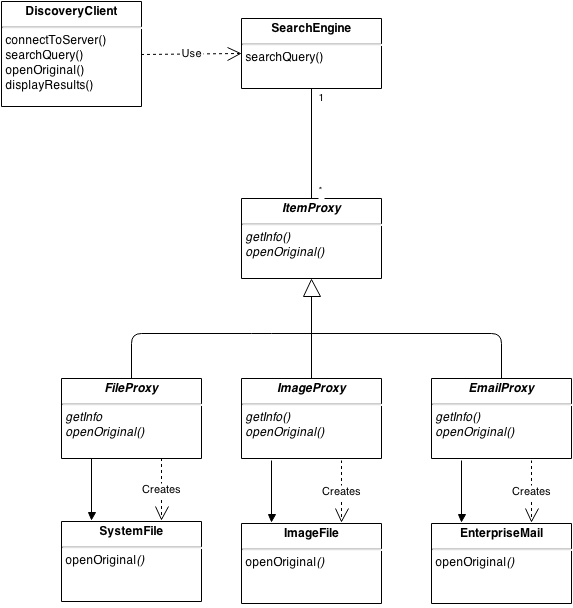 DiscoveryClient
connectToServer()
searchQuery()
openOriginal()
displayResults()
Use
SearchEngine
searchQuery()
1
*
ItemProxy
getInfo()
openOriginal()
FileProxy
getInfo
openOriginal()
ImageProxy
getInfo()
openOriginal()
EmailProxy
getInfo()
openOriginal()
Creates
Creates
Creates
SystemFile
openOriginal()
ImageFile
openOriginal()
EnterpriseMail
openOriginal()